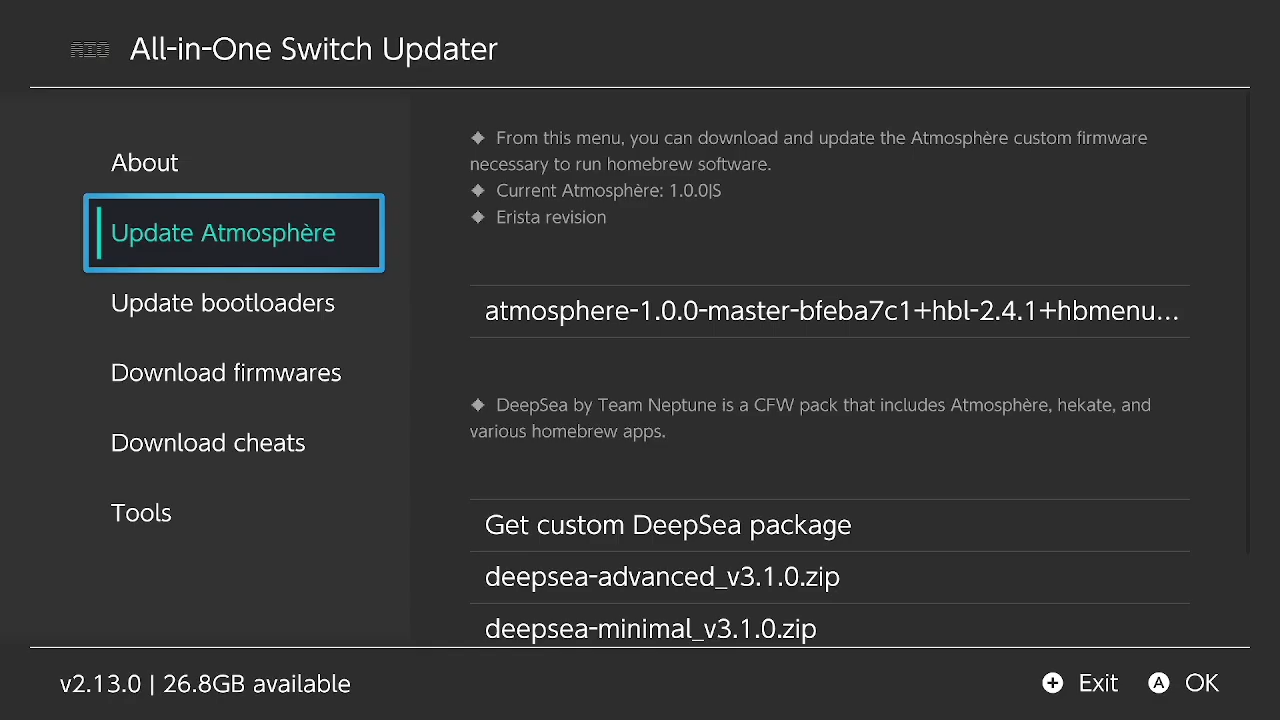 AIO All-in-One Switch Updater
About
Update Atmosphère
Update bootloaders
Download firmwares
Download cheats
Tools
◆ From this menu, you can download and update the Atmosphère custom firmware
necessary to run homebrew software.
◆ Current Atmosphère: 1.0.0|S
◆ Erista revision
atmosphere-1.0.0-master-bfeba7c1+hbl-2.4.1+hbmenu...
◆ DeepSea by Team Neptune is a CFW pack that includes Atmosphère, hekate, and
various homebrew apps.
Get custom DeepSea package
deepsea-advanced_v3.1.0.zip
deepsea-minimal_v3.1.0.zip
v2.13.0 | 26.8GB available
+ Exit A OK